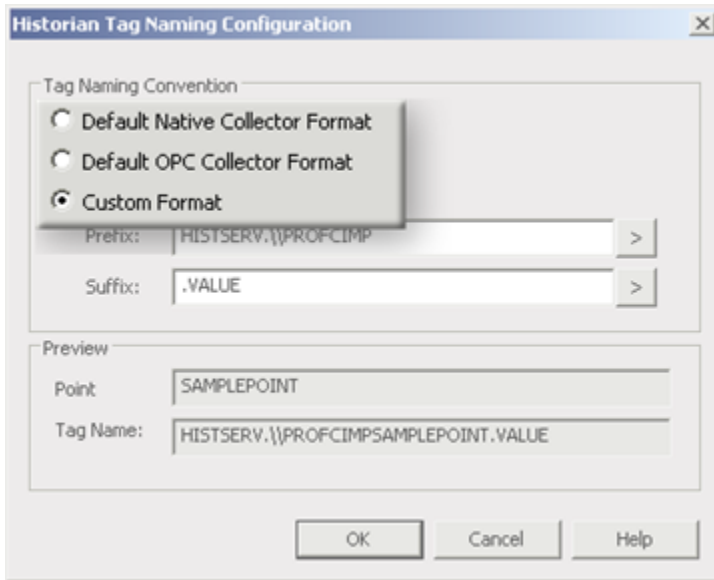 Historian Tag Naming Configuration
Tag Naming Convention
Default Native Collector Format
Default OPC Collector Format
Custom Format
Prefix: HISTSERV.\\PROFCIMP >
Suffix: .VALUE >
Preview
Point SAMPLEPOINT
Tag Name: HISTSERV.\\PROFCIMPSAMPLEPOINT.VALUE
OK Cancel Help